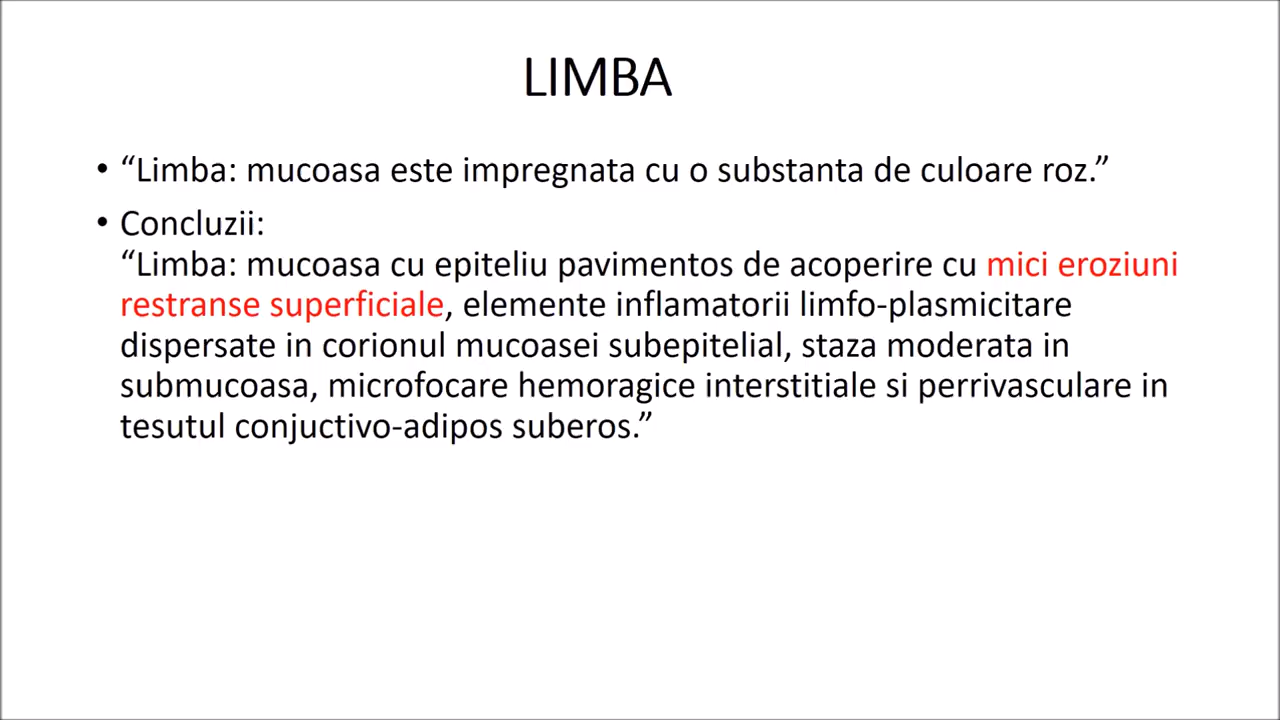 LIMBA
• “Limba: mucoasa este impregnata cu o substanta de culoare roz.”
• Concluzii:
“Limba: mucoasa cu epiteliu pavimentos de acoperire cu mici eroziuni
restranse superficiale, elemente inflamatorii limfo-plasmicitare
dispersate in corionul mucoasei subepitelial, staza moderata in
submucoasa, microfocare hemoragice interstitiale si perrivasculare in
tesutul conjuctivo-adipos suberos.”